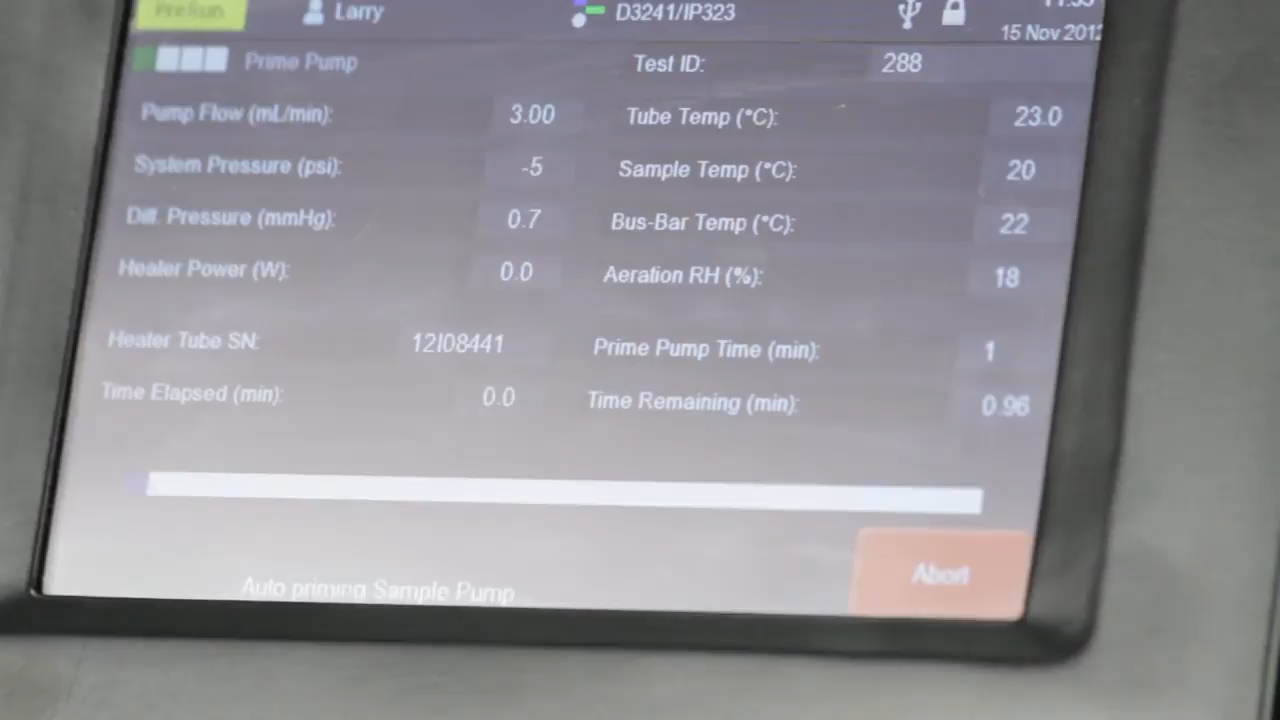 PreRun Larry D3241/IP323
15 Nov 2012
Prime Pump Test ID: 288
Pump Flow (mL/min): 3.00 Tube Temp (°C): 23.0
System Pressure (psi): -5 Sample Temp (°C): 20
Diff. Pressure (mmHg): 0.7 Bus-Bar Temp (°C): 22
Heater Power (W): 0.0 Aeration RH (%): 18
Heater Tube SN: 12I08441 Prime Pump Time (min): 1
Time Elapsed (min): 0.0 Time Remaining (min): 0.96
Abort
Auto priming Sample Pump